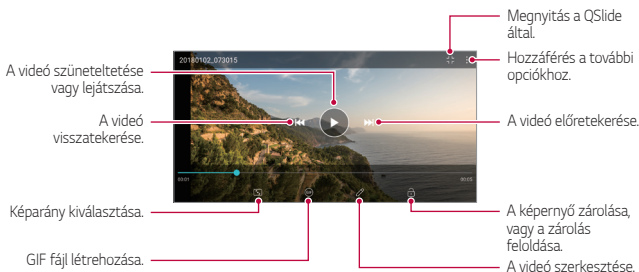 Megnyitás a QSlide
által.
20180102_073015
Hozzáférés a további
opciókhoz.
A videó szüneteltetése
vagy lejátszása.
A videó
visszatekerése.
A videó előretekerése.
00:01
00:05
Képarány kiválasztása.
GIF
A képernyő zárolása,
vagy a zárolás
feloldása.
GIF fájl létrehozása.
A videó szerkesztése.